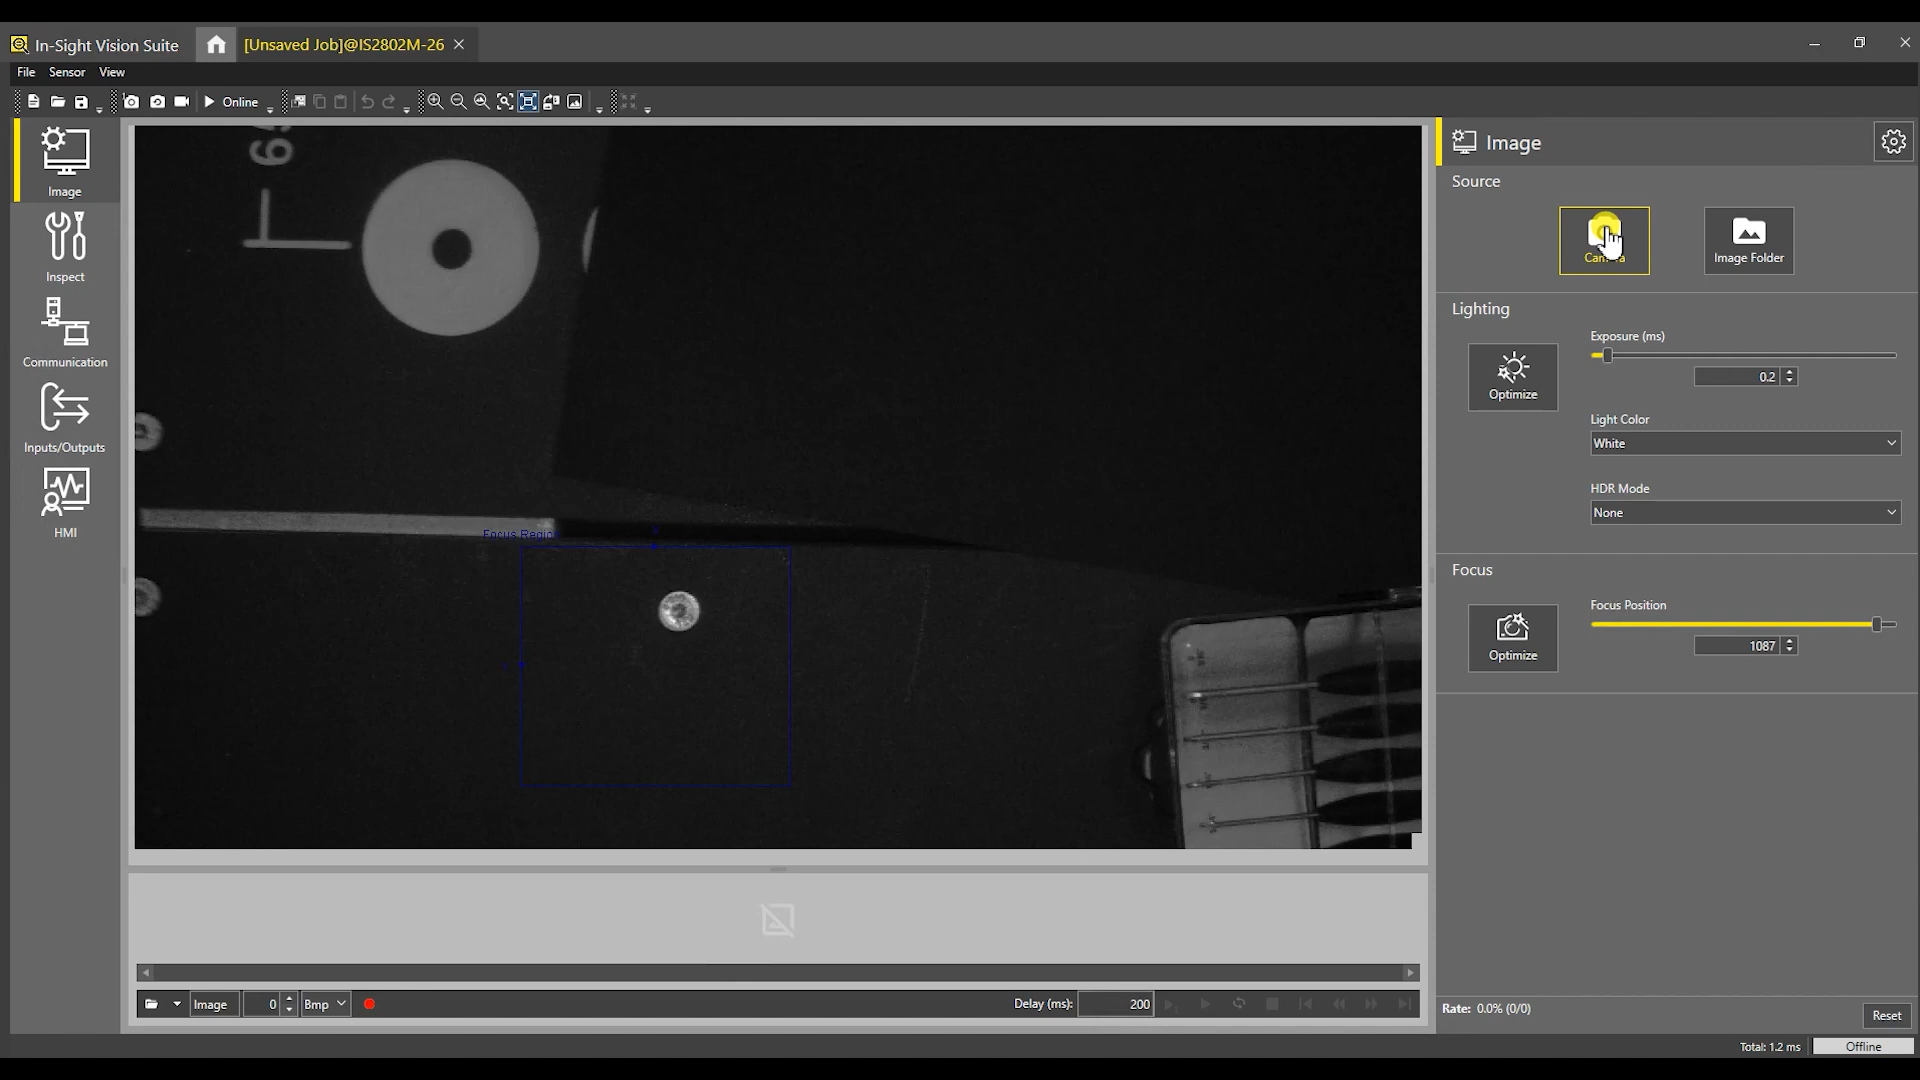 In-Sight Vision Suite
[Unsaved Job]@IS2802M-26
File Sensor View
Online
Image
Inspect
Communication
Inputs/Outputs
HMI
Focus Region
Image
Source
Camera
Image Folder
Lighting
Optimize
Exposure (ms)
0.2
Light Color
White
HDR Mode
None
Focus
Optimize
Focus Position
1087
Image 0 Bmp
Delay (ms): 200
Rate: 0.0% (0/0)
Reset
Total: 1.2 ms
Offline